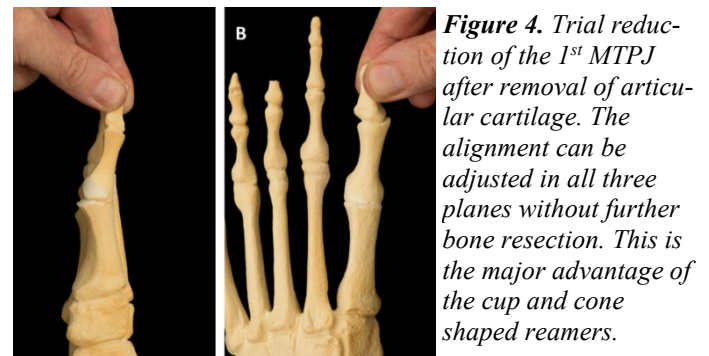 B
Figure 4. Trial reduc-
tion of the 1st MTPJ
after removal of articu-
lar cartilage. The
alignment can be
adjusted in all three
planes without further
bone resection. This is
the major advantage of
the cup and cone
shaped reamers.